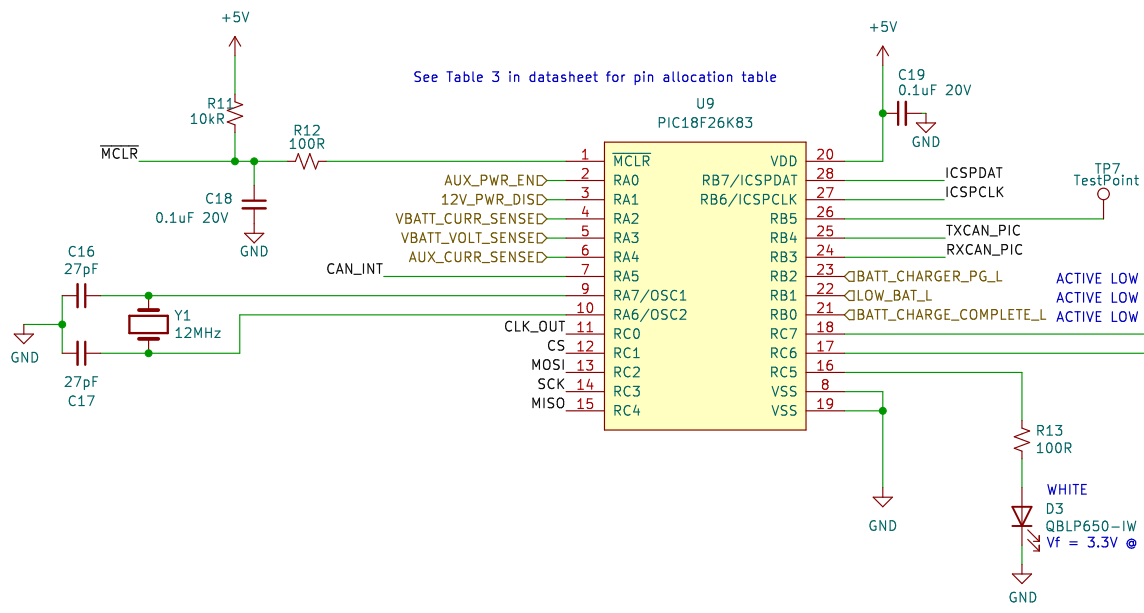 +5V
+5V
See Table 3 in datasheet for pin allocation table
C19
0.1uF 20V
GND
R11
10kR
R12
100R
MCLR
C18
0.1uF 20V
GND
U9
PIC18F26K83
1 MCLR
2 RA0
3 RA1
4 RA2
5 RA3
6 RA4
7 RA5
9 RA7/OSC1
10 RA6/OSC2
11 RC0
12 RC1
13 RC2
14 RC3
15 RC4
VDD 20
RB7/ICSPDAT 28
RB6/ICSPCLK 27
RB5 26
RB4 25
RB3 24
RB2 23
RB1 22
RB0 21
RC7 18
RC6 17
RC5 16
VSS 8
VSS 19
AUX_PWR_EN
12V_PWR_DIS
VBATT_CURR_SENSE
VBATT_VOLT_SENSE
AUX_CURR_SENSE
CAN_INT
CLK_OUT
CS
MOSI
SCK
MISO
C16
27pF
Y1
12MHz
GND
27pF
C17
ICSPDAT
ICSPCLK
TP7
TestPoint
TXCAN_PIC
RXCAN_PIC
BATT_CHARGER_PG_L ACTIVE LOW
LOW_BAT_L ACTIVE LOW
BATT_CHARGE_COMPLETE_L ACTIVE LOW
GND
R13
100R
WHITE
D3
QBLP650-IW
Vf = 3.3V @
GND